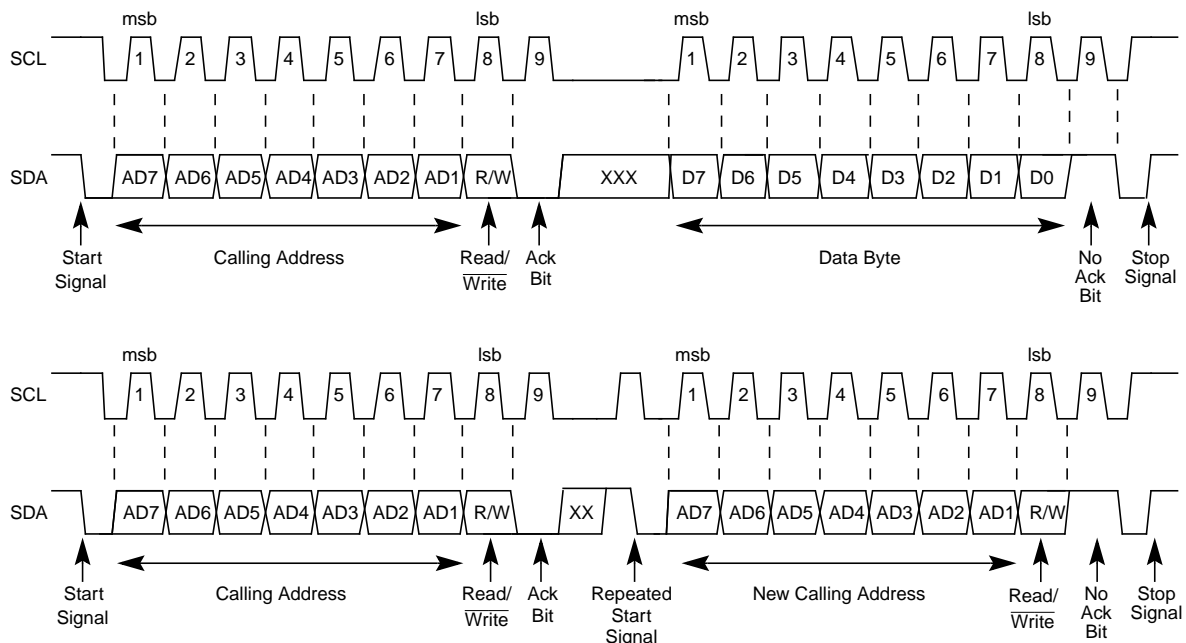 msb lsb msb lsb
SCL 1 2 3 4 5 6 7 8 9 1 2 3 4 5 6 7 8 9
SDA AD7 AD6 AD5 AD4 AD3 AD2 AD1 R/W XXX D7 D6 D5 D4 D3 D2 D1 D0
Start Calling Address Read/ Ack Data Byte No Stop
Signal Write Bit Ack Signal
Bit
msb lsb msb lsb
SCL 1 2 3 4 5 6 7 8 9 1 2 3 4 5 6 7 8 9
SDA AD7 AD6 AD5 AD4 AD3 AD2 AD1 R/W XX AD7 AD6 AD5 AD4 AD3 AD2 AD1 R/W
Start Calling Address Read/ Ack Repeated New Calling Address Read/ No Stop
Signal Write Bit Start Write Ack Signal
Signal Bit